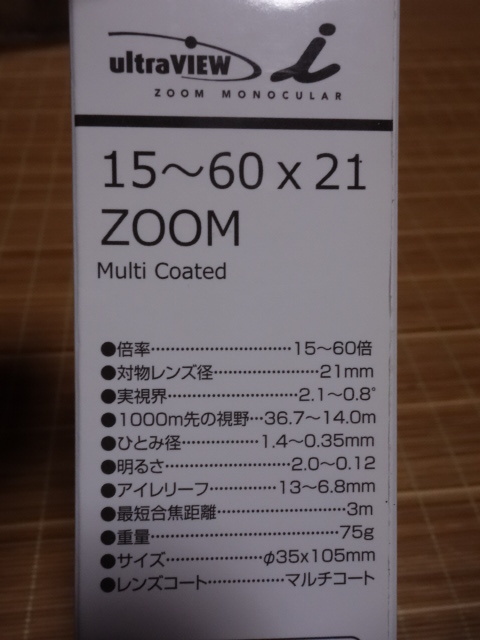 ultraVIEW i
ZOOM MONOCULAR
15～60 x 21
ZOOM
Multi Coated
●倍率……………………15～60倍
●対物レンズ径………………21mm
●実視界…………………2.1～0.8°
●1000m先の視野…36.7～14.0m
●ひとみ径…………1.4～0.35mm
●明るさ…………………2.0～0.12
●アイレリーフ…………13～6.8mm
●最短合焦距離…………………3m
●重量…………………………75g
●サイズ……………φ35x105mm
●レンズコート……………マルチコート